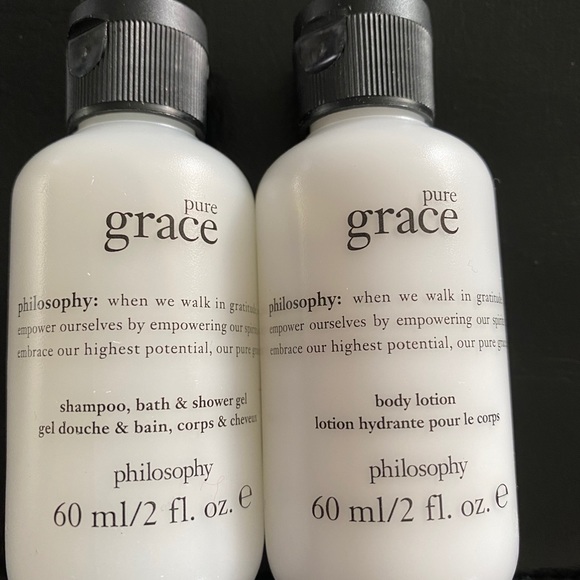 pure
grace
philosophy: when we walk in gratitude,
empower ourselves by empowering our
embrace our highest potential, our pure
shampoo, bath & shower gel
gel douche & bain, corps & cheveux
philosophy
60 ml/2 fl. oz. e
pure
grace
philosophy: when we walk in gratitude,
empower ourselves by empowering our
embrace our highest potential, our pure grace
body lotion
lotion hydrante pour le corps
philosophy
60 ml/2 fl. oz. e